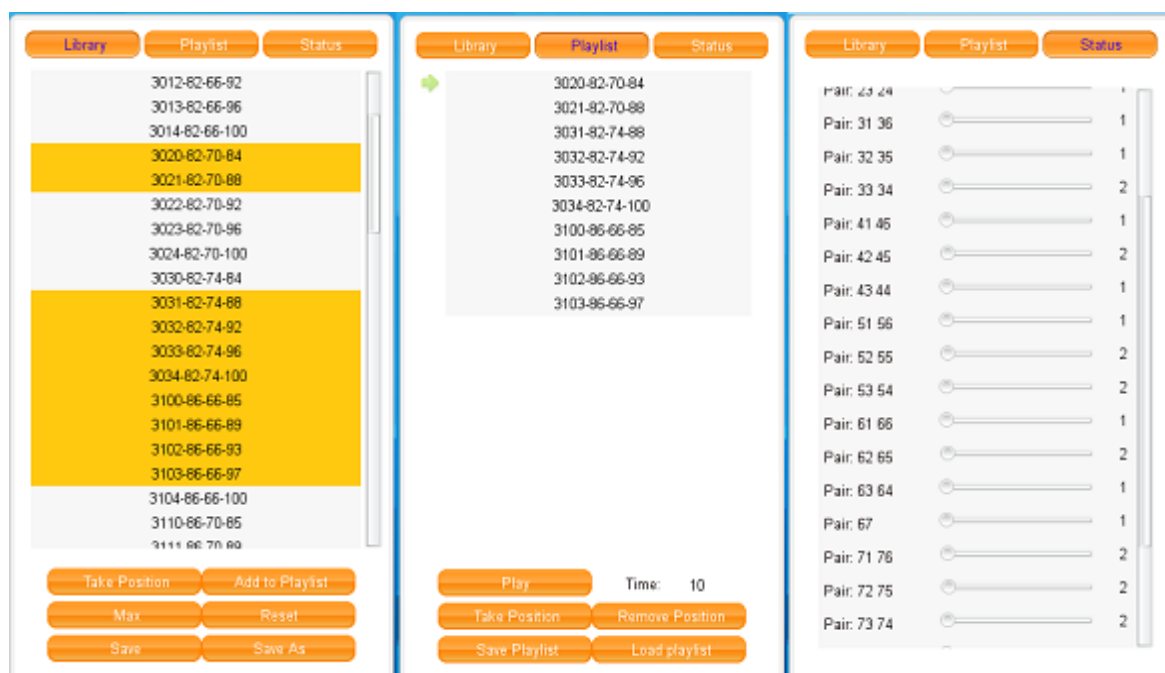 Library Playlist Status
3012-82-66-92
3013-82-66-96
3014-82-66-100
3020-82-70-84
3021-82-70-88
3022-82-70-92
3023-82-70-96
3024-82-70-100
3030-82-74-84
3031-82-74-88
3032-82-74-92
3033-82-74-96
3034-82-74-100
3100-86-66-85
3101-86-66-89
3102-86-66-93
3103-86-66-97
3104-86-66-100
3110-86-70-85
3111-86-70-89
Take Position Add to Playlist
Max Reset
Save Save As
Library Playlist Status
3020-82-70-84
3021-82-70-88
3031-82-74-88
3032-82-74-92
3033-82-74-96
3034-82-74-100
3100-86-66-85
3101-86-66-89
3102-86-66-93
3103-86-66-97
Play Time: 10
Take Position Remove Position
Save Playlist Load playlist
Library Playlist Status
Pair: 23 24 1
Pair: 31 36 1
Pair: 32 35 1
Pair: 33 34 2
Pair: 41 46 1
Pair: 42 45 2
Pair: 43 44 1
Pair: 51 56 1
Pair: 52 55 2
Pair: 53 54 2
Pair: 61 66 1
Pair: 62 65 2
Pair: 63 64 1
Pair: 67 1
Pair: 71 76 2
Pair: 72 75 2
Pair: 73 74 2